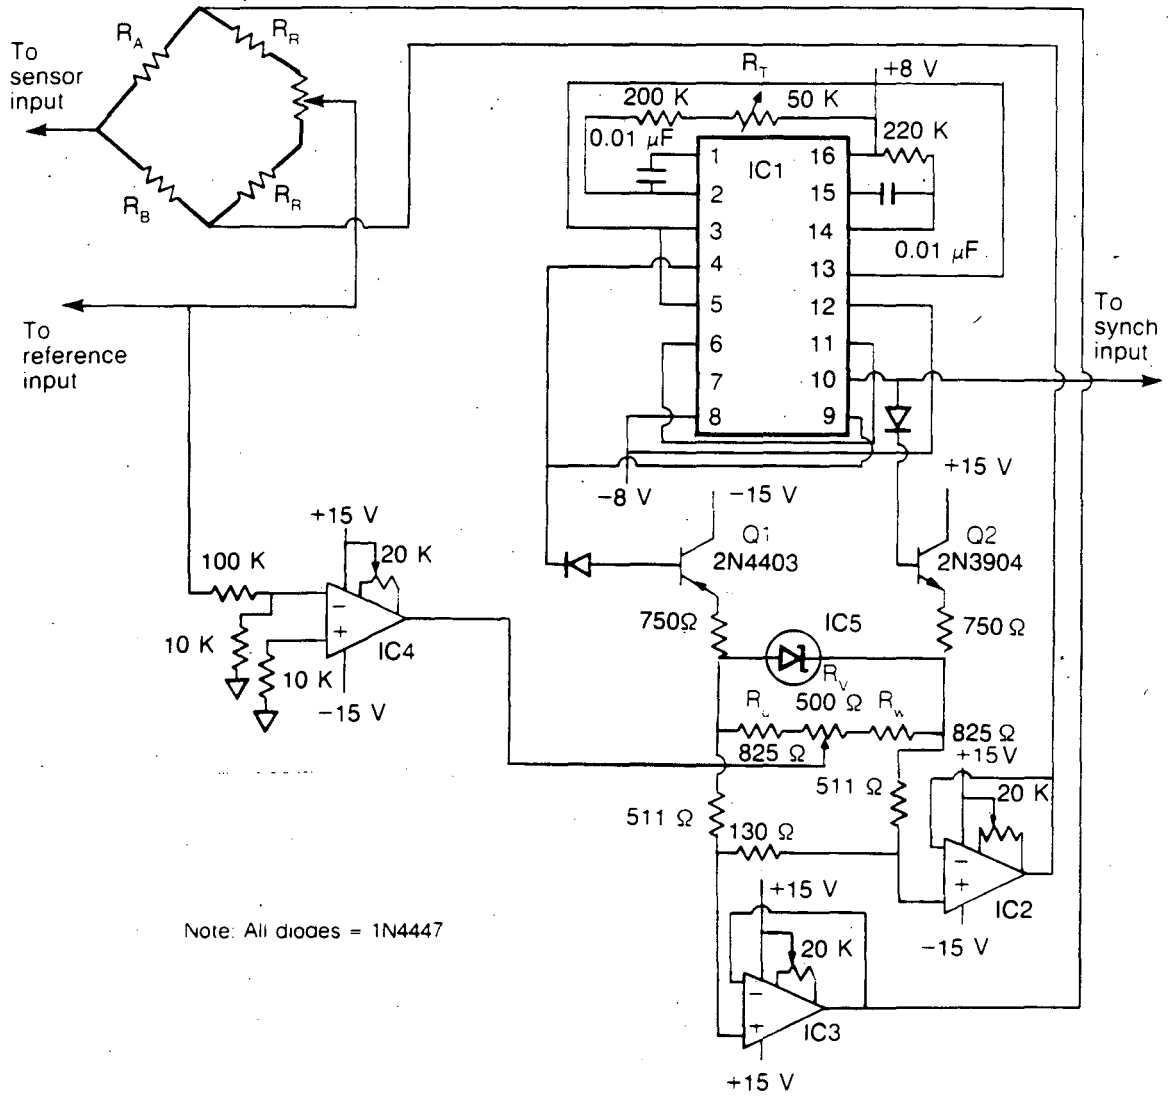 R_A
R_R
To
sensor
input
R_B
R_R
To
reference
input
R_T
+8 V
200 K
50 K
0.01 µF
220 K
IC1
1
2
3
4
5
6
7
8
16
15
14
13
12
11
10
9
0.01 µF
To
synch
input
−8 V
−15 V
+15 V
Q1
2N4403
Q2
2N3904
+15 V
20 K
100 K
−
+
IC4
10 K
10 K
−15 V
750Ω
IC5
750 Ω
R_V
500 Ω
R_W
825 Ω
825 Ω
+15V
511 Ω
511 Ω
20 K
130 Ω
−
+
IC2
−15 V
+15 V
20 K
−
+
IC3
+15 V
Note: All diodes = 1N4447